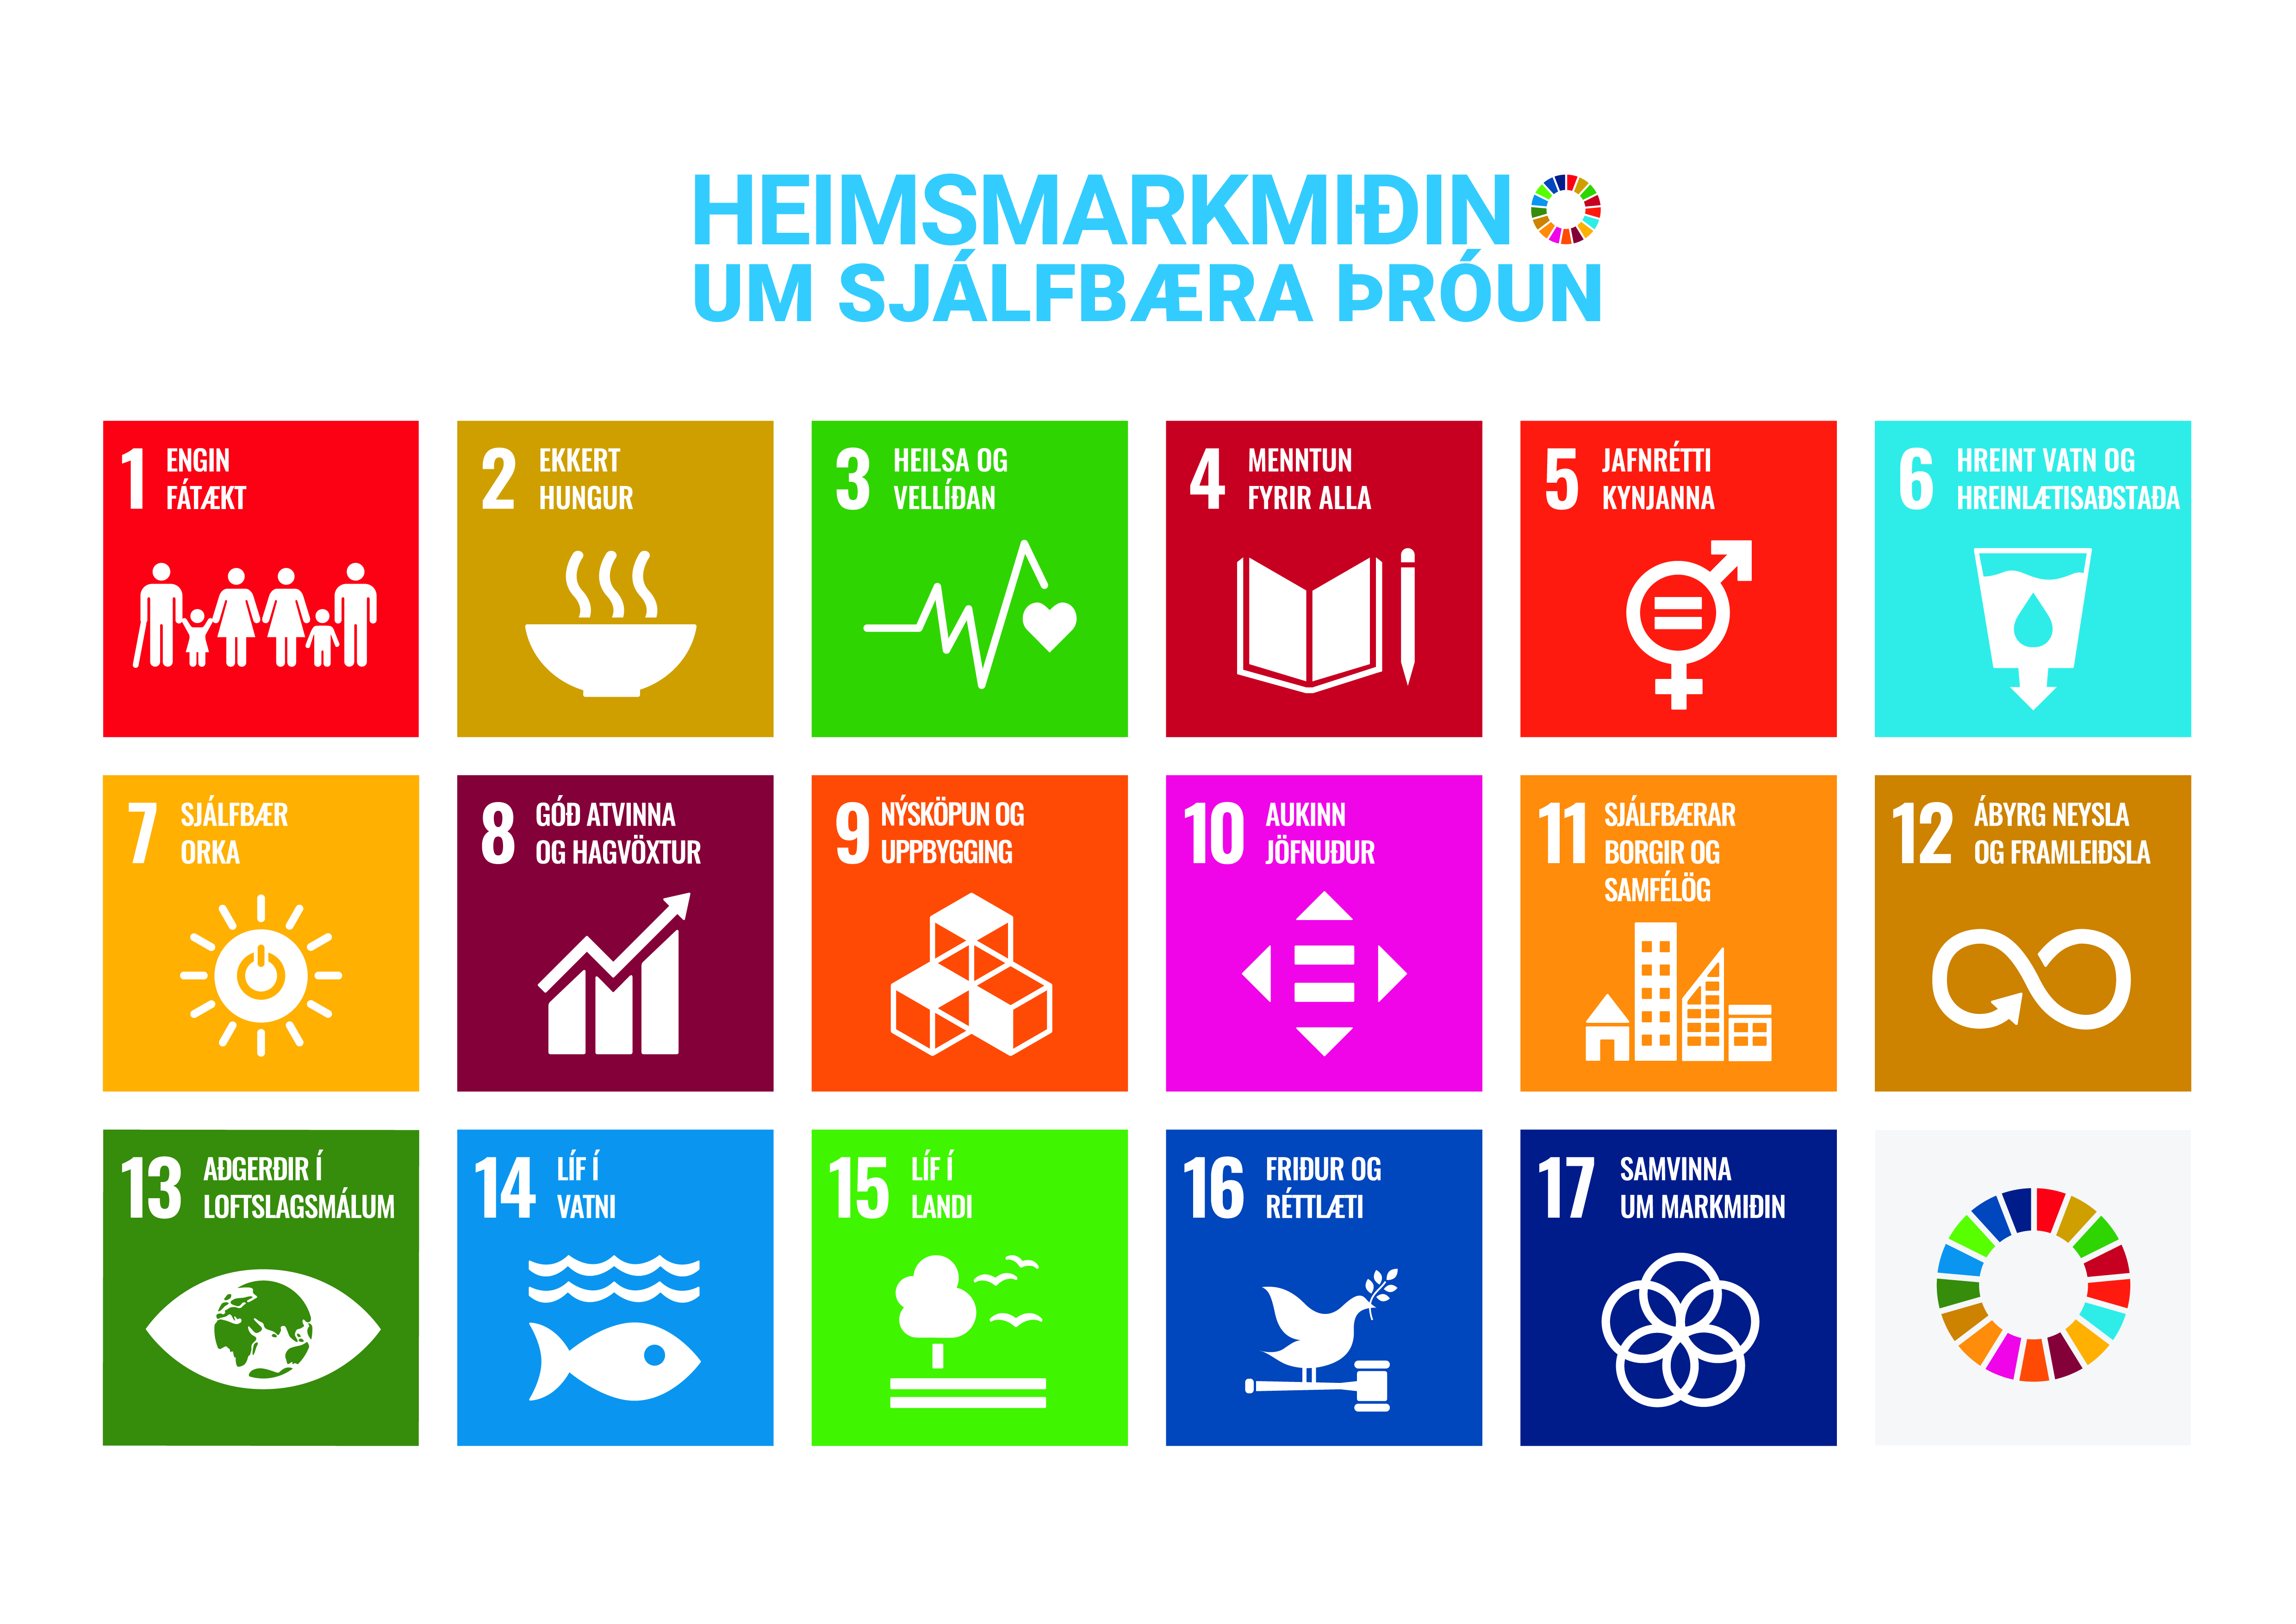 HEIMSMARKMIÐIN
UM SJÁLFBÆRA ÞRÓUN
1 ENGIN
FÁTÆKT
2 EKKERT
HUNGUR
3 HEILSA OG
VELLÍÐAN
4 MENNTUN
FYRIR ALLA
5 JAFNRÉTTI
KYNJANNA
6 HREINT VATN OG
HREINLÆTISAÐSTAÐA
7 SJÁLFBÆR
ORKA
8 GÓÐ ATVINNA
OG HAGVÖXTUR
9 NÝSKÖPUN OG
UPPBYGGING
10 AUKINN
JÖFNUÐUR
11 SJÁLFBÆRAR
BORGIR OG
SAMFÉLÖG
12 ÁBYRG NEYSLA
OG FRAMLEIÐSLA
13 AÐGERÐIR Í
LOFTSLAGSMÁLUM
14 LÍF Í
VATNI
15 LÍF Í
LANDI
16 FRIÐUR OG
RÉTTLÆTI
17 SAMVINNA
UM MARKMIÐIN